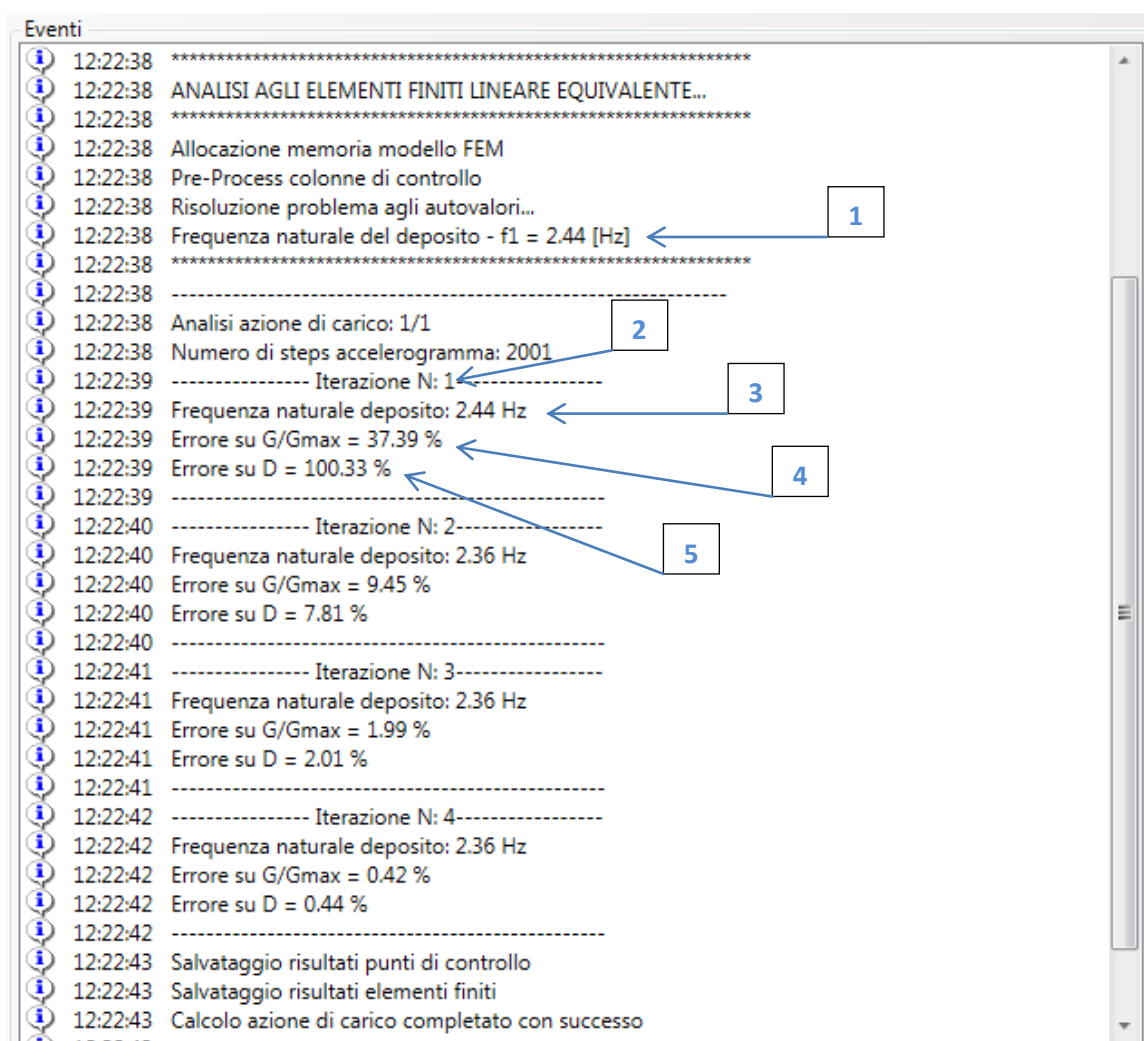 Eventi
12:22:38 ****************************************************************
12:22:38 ANALISI AGLI ELEMENTI FINITI LINEARE EQUIVALENTE...
12:22:38 ****************************************************************
12:22:38 Allocazione memoria modello FEM
12:22:38 Pre-Process colonne di controllo
12:22:38 Risoluzione problema agli autovalori...
1
12:22:38 Frequenza naturale del deposito - f1 = 2.44 [Hz]
12:22:38 ****************************************************************
12:22:38 ----------------------------------------------------------------
12:22:38 Analisi azione di carico: 1/1
2
12:22:38 Numero di steps accelerogramma: 2001
12:22:39 ---------------- Iterazione N: 1-----------------
3
12:22:39 Frequenza naturale deposito: 2.44 Hz
12:22:39 Errore su G/Gmax = 37.39 %
12:22:39 Errore su D = 100.33 %
4
12:22:39 --------------------------------------------------
12:22:40 ---------------- Iterazione N: 2-----------------
12:22:40 Frequenza naturale deposito: 2.36 Hz
5
12:22:40 Errore su G/Gmax = 9.45 %
12:22:40 Errore su D = 7.81 %
12:22:40 --------------------------------------------------
12:22:41 ---------------- Iterazione N: 3-----------------
12:22:41 Frequenza naturale deposito: 2.36 Hz
12:22:41 Errore su G/Gmax = 1.99 %
12:22:41 Errore su D = 2.01 %
12:22:41 --------------------------------------------------
12:22:42 ---------------- Iterazione N: 4-----------------
12:22:42 Frequenza naturale deposito: 2.36 Hz
12:22:42 Errore su G/Gmax = 0.42 %
12:22:42 Errore su D = 0.44 %
12:22:42 --------------------------------------------------
12:22:43 Salvataggio risultati punti di controllo
12:22:43 Salvataggio risultati elementi finiti
12:22:43 Calcolo azione di carico completato con successo